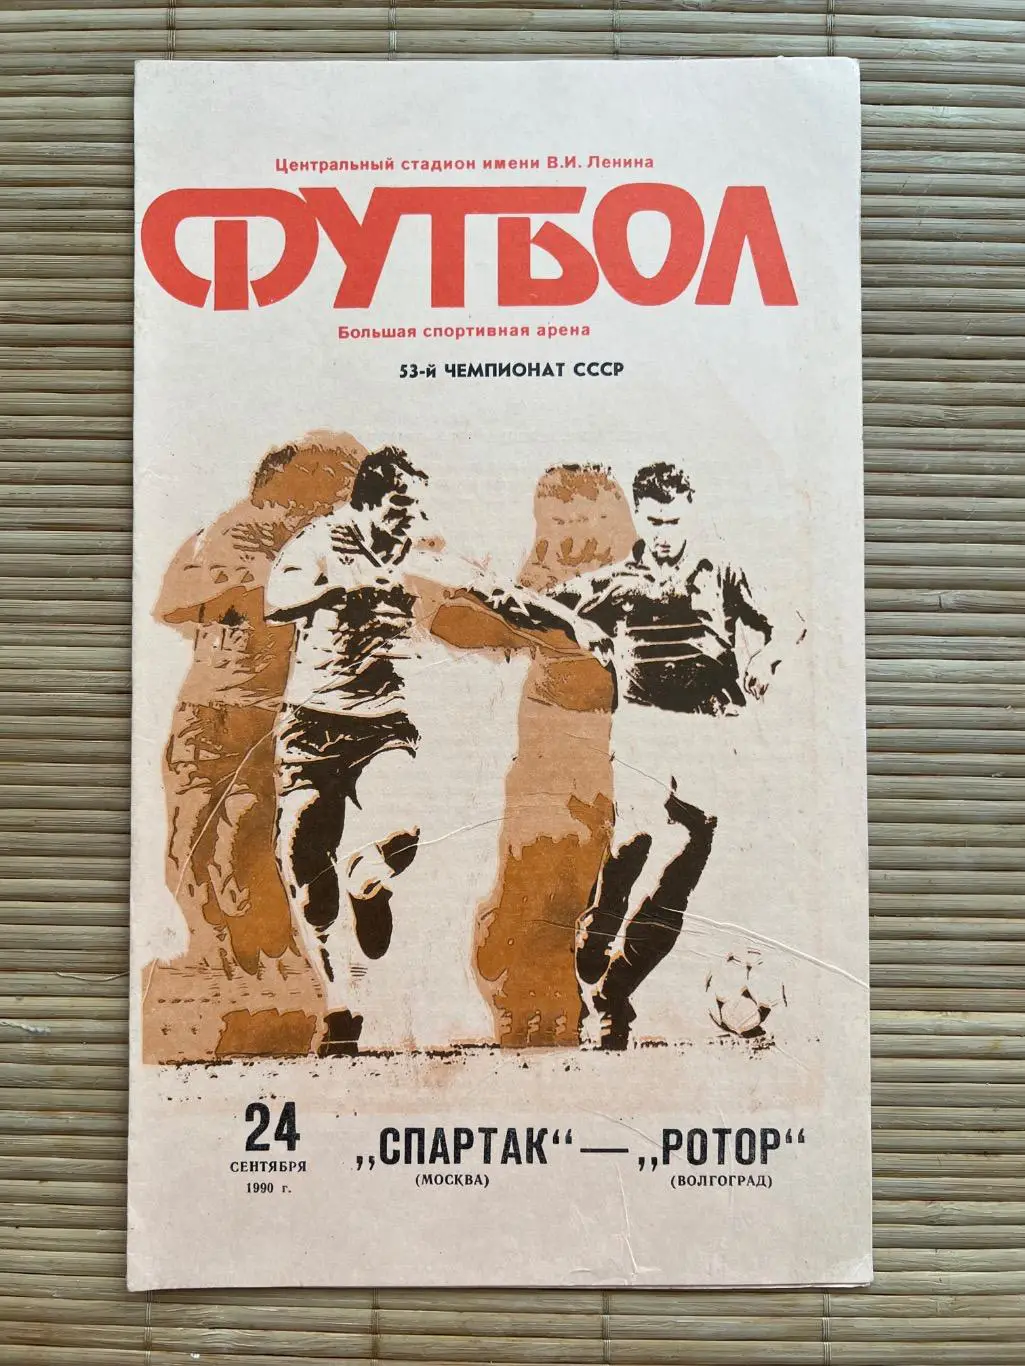 Центральный стадион имени В.И. Ленина
ФУТБОЛ
Большая спортивная арена
53-й ЧЕМПИОНАТ СССР
24
СЕНТЯБРЯ
1990 г.
„СПАРТАК“ — „РОТОР“
(МОСКВА) (ВОЛГОГРАД)